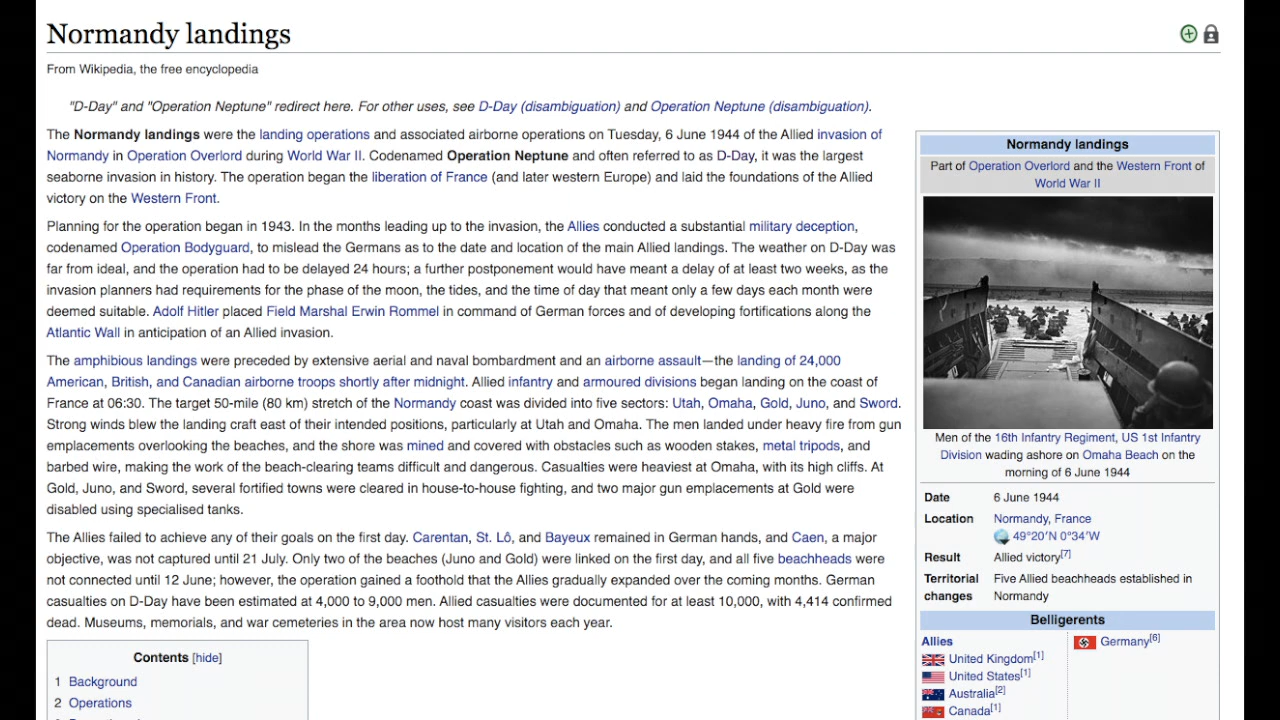 Normandy landings
From Wikipedia, the free encyclopedia
"D-Day" and "Operation Neptune" redirect here. For other uses, see D-Day (disambiguation) and Operation Neptune (disambiguation).
The Normandy landings were the landing operations and associated airborne operations on Tuesday, 6 June 1944 of the Allied invasion of
Normandy in Operation Overlord during World War II. Codenamed Operation Neptune and often referred to as D-Day, it was the largest
seaborne invasion in history. The operation began the liberation of France (and later western Europe) and laid the foundations of the Allied
victory on the Western Front.
Planning for the operation began in 1943. In the months leading up to the invasion, the Allies conducted a substantial military deception,
codenamed Operation Bodyguard, to mislead the Germans as to the date and location of the main Allied landings. The weather on D-Day was
far from ideal, and the operation had to be delayed 24 hours; a further postponement would have meant a delay of at least two weeks, as the
invasion planners had requirements for the phase of the moon, the tides, and the time of day that meant only a few days each month were
deemed suitable. Adolf Hitler placed Field Marshal Erwin Rommel in command of German forces and of developing fortifications along the
Atlantic Wall in anticipation of an Allied invasion.
The amphibious landings were preceded by extensive aerial and naval bombardment and an airborne assault—the landing of 24,000
American, British, and Canadian airborne troops shortly after midnight. Allied infantry and armoured divisions began landing on the coast of
France at 06:30. The target 50-mile (80 km) stretch of the Normandy coast was divided into five sectors: Utah, Omaha, Gold, Juno, and Sword.
Strong winds blew the landing craft east of their intended positions, particularly at Utah and Omaha. The men landed under heavy fire from gun
emplacements overlooking the beaches, and the shore was mined and covered with obstacles such as wooden stakes, metal tripods, and
barbed wire, making the work of the beach-clearing teams difficult and dangerous. Casualties were heaviest at Omaha, with its high cliffs. At
Gold, Juno, and Sword, several fortified towns were cleared in house-to-house fighting, and two major gun emplacements at Gold were
disabled using specialised tanks.
The Allies failed to achieve any of their goals on the first day. Carentan, St. Lô, and Bayeux remained in German hands, and Caen, a major
objective, was not captured until 21 July. Only two of the beaches (Juno and Gold) were linked on the first day, and all five beachheads were
not connected until 12 June; however, the operation gained a foothold that the Allies gradually expanded over the coming months. German
casualties on D-Day have been estimated at 4,000 to 9,000 men. Allied casualties were documented for at least 10,000, with 4,414 confirmed
dead. Museums, memorials, and war cemeteries in the area now host many visitors each year.
Contents [hide]
1 Background
2 Operations
Normandy landings
Part of Operation Overlord and the Western Front of
World War II
Men of the 16th Infantry Regiment, US 1st Infantry
Division wading ashore on Omaha Beach on the
morning of 6 June 1944
Date 6 June 1944
Location Normandy, France
49°20′N 0°34′W
Result Allied victory[7]
Territorial Five Allied beachheads established in
changes Normandy
Belligerents
Allies Germany[6]
United Kingdom[1]
United States[1]
Australia[2]
Canada[1]